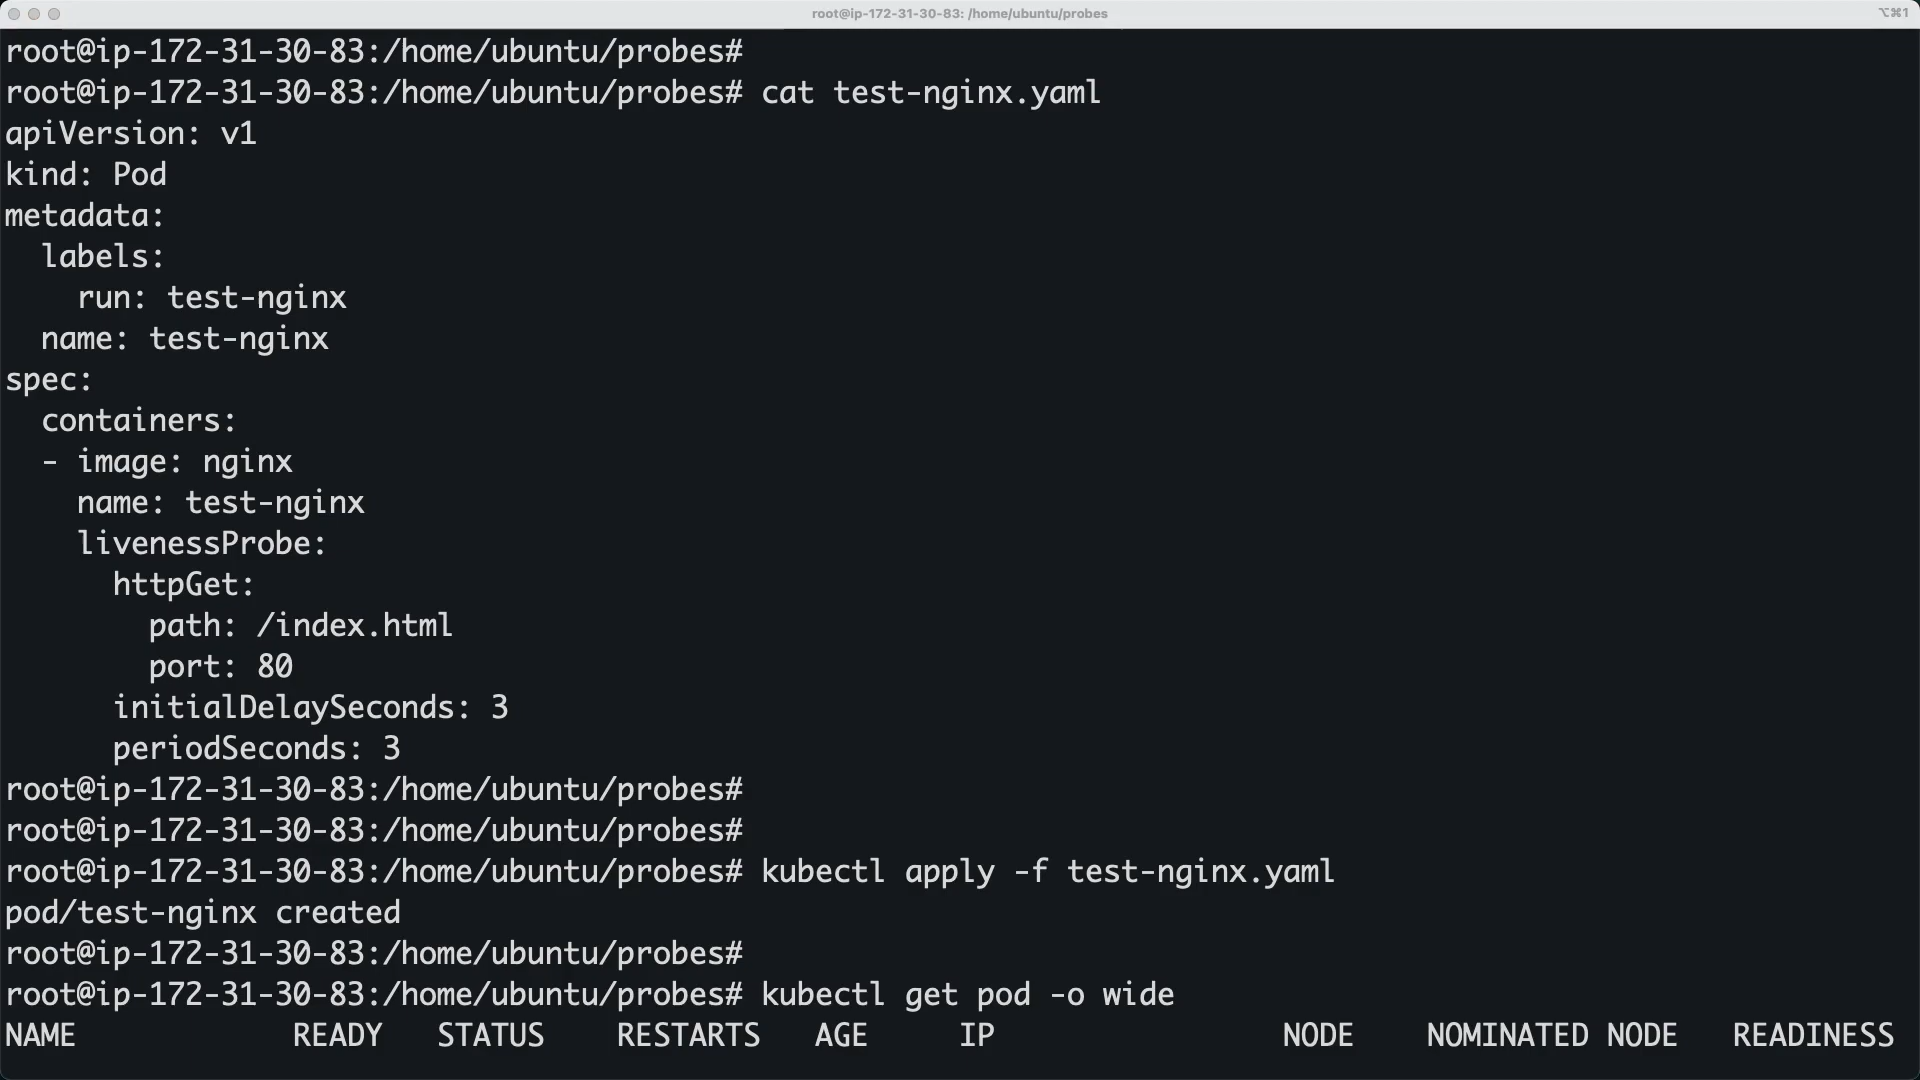 root@ip-172-31-30-83: /home/ubuntu/probes
⌥⌘1
root@ip-172-31-30-83:/home/ubuntu/probes#
root@ip-172-31-30-83:/home/ubuntu/probes# cat test-nginx.yaml
apiVersion: v1
kind: Pod
metadata:
  labels:
    run: test-nginx
  name: test-nginx
spec:
  containers:
  - image: nginx
    name: test-nginx
    livenessProbe:
      httpGet:
        path: /index.html
        port: 80
      initialDelaySeconds: 3
      periodSeconds: 3
root@ip-172-31-30-83:/home/ubuntu/probes#
root@ip-172-31-30-83:/home/ubuntu/probes#
root@ip-172-31-30-83:/home/ubuntu/probes# kubectl apply -f test-nginx.yaml
pod/test-nginx created
root@ip-172-31-30-83:/home/ubuntu/probes#
root@ip-172-31-30-83:/home/ubuntu/probes# kubectl get pod -o wide
NAME            READY   STATUS    RESTARTS   AGE     IP                NODE    NOMINATED NODE   READINESS